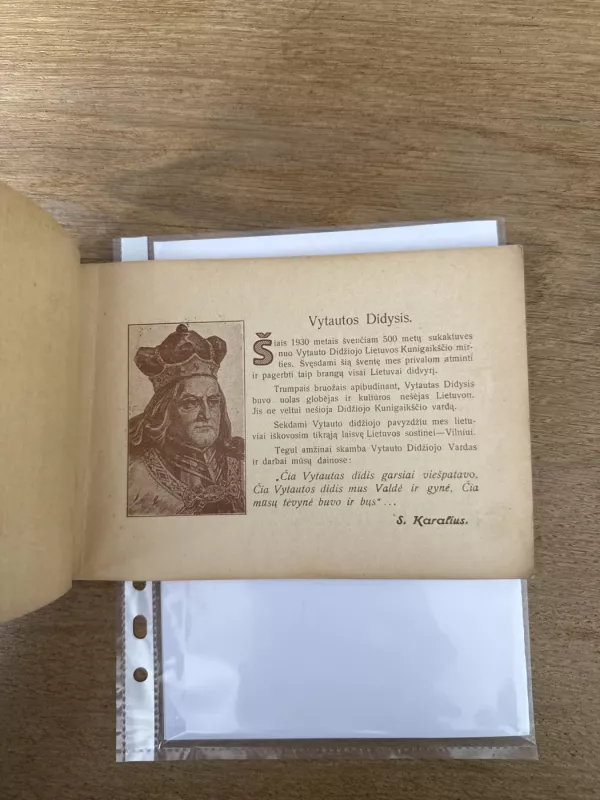 Vytautos Didysis.
Šiais 1930 metais švenčiam 500 metų sukaktuves
nuo Vytauto Didžiojo Lietuvos Kunigaikščio mir-
ties. Švęsdami šią šventę mes privalom atminti
ir pagerbti taip brangų visai Lietuvai didvyrį.
Trumpais bruožais apibudinant, Vytautas Didysis
buvo uolas globėjas ir kultūros nešėjas Lietuvon.
Jis ne veltui nešioja Didžiojo Kunigaikščio vardą.
Sekdami Vytauto didžiojo pavyzdžiu mes lietu-
viai iškovosim tikrąją laisvę Lietuvos sostinei—Vilniui.
Tegul amžinai skamba Vytauto Didžiojo Vardas
ir darbai mūsų dainose:
„Čia Vytautas didis garsiai viešpatavo,
Čia Vytautos didis mus Valdė ir gynė, Čia
mūsų tėvynė buvo ir bųs“...
S. Karalius.